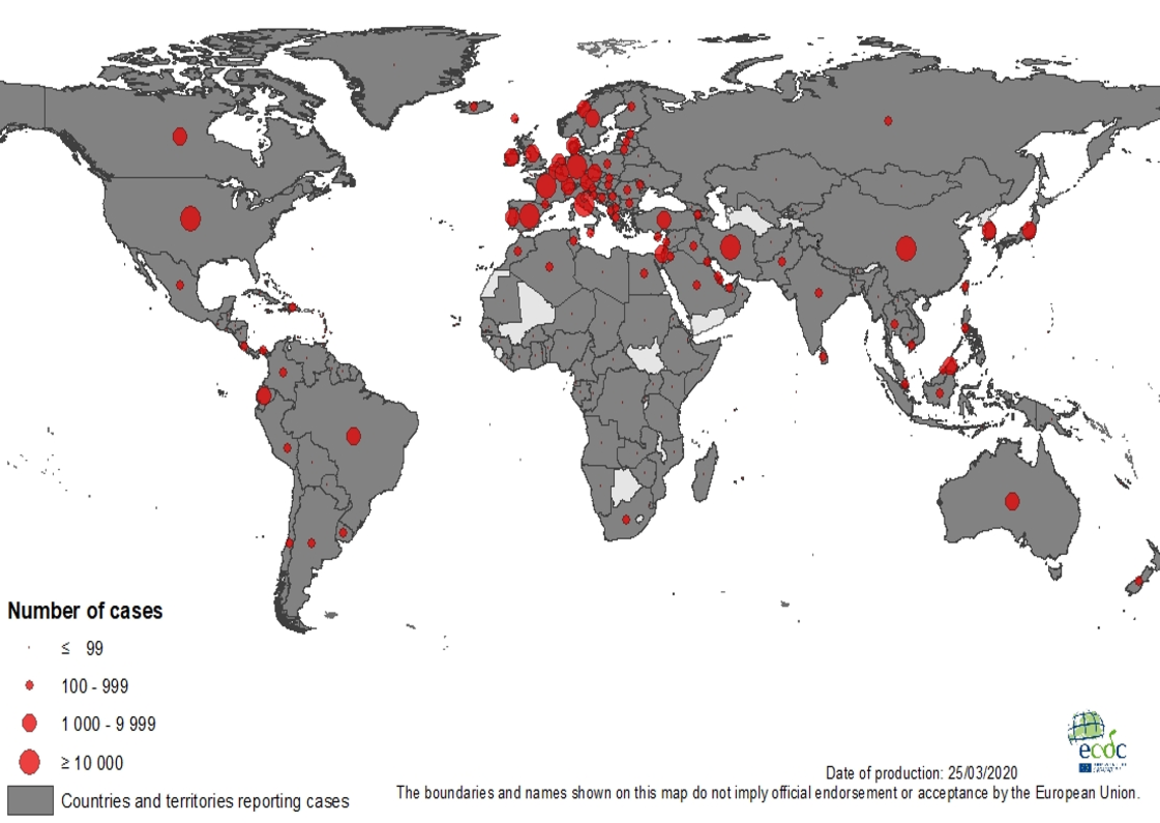 Number of cases
≤ 99
100 - 999
1 000 - 9 999
≥ 10 000
Countries and territories reporting cases
ecdc
Date of production: 25/03/2020
The boundaries and names shown on this map do not imply official endorsement or acceptance by the European Union.